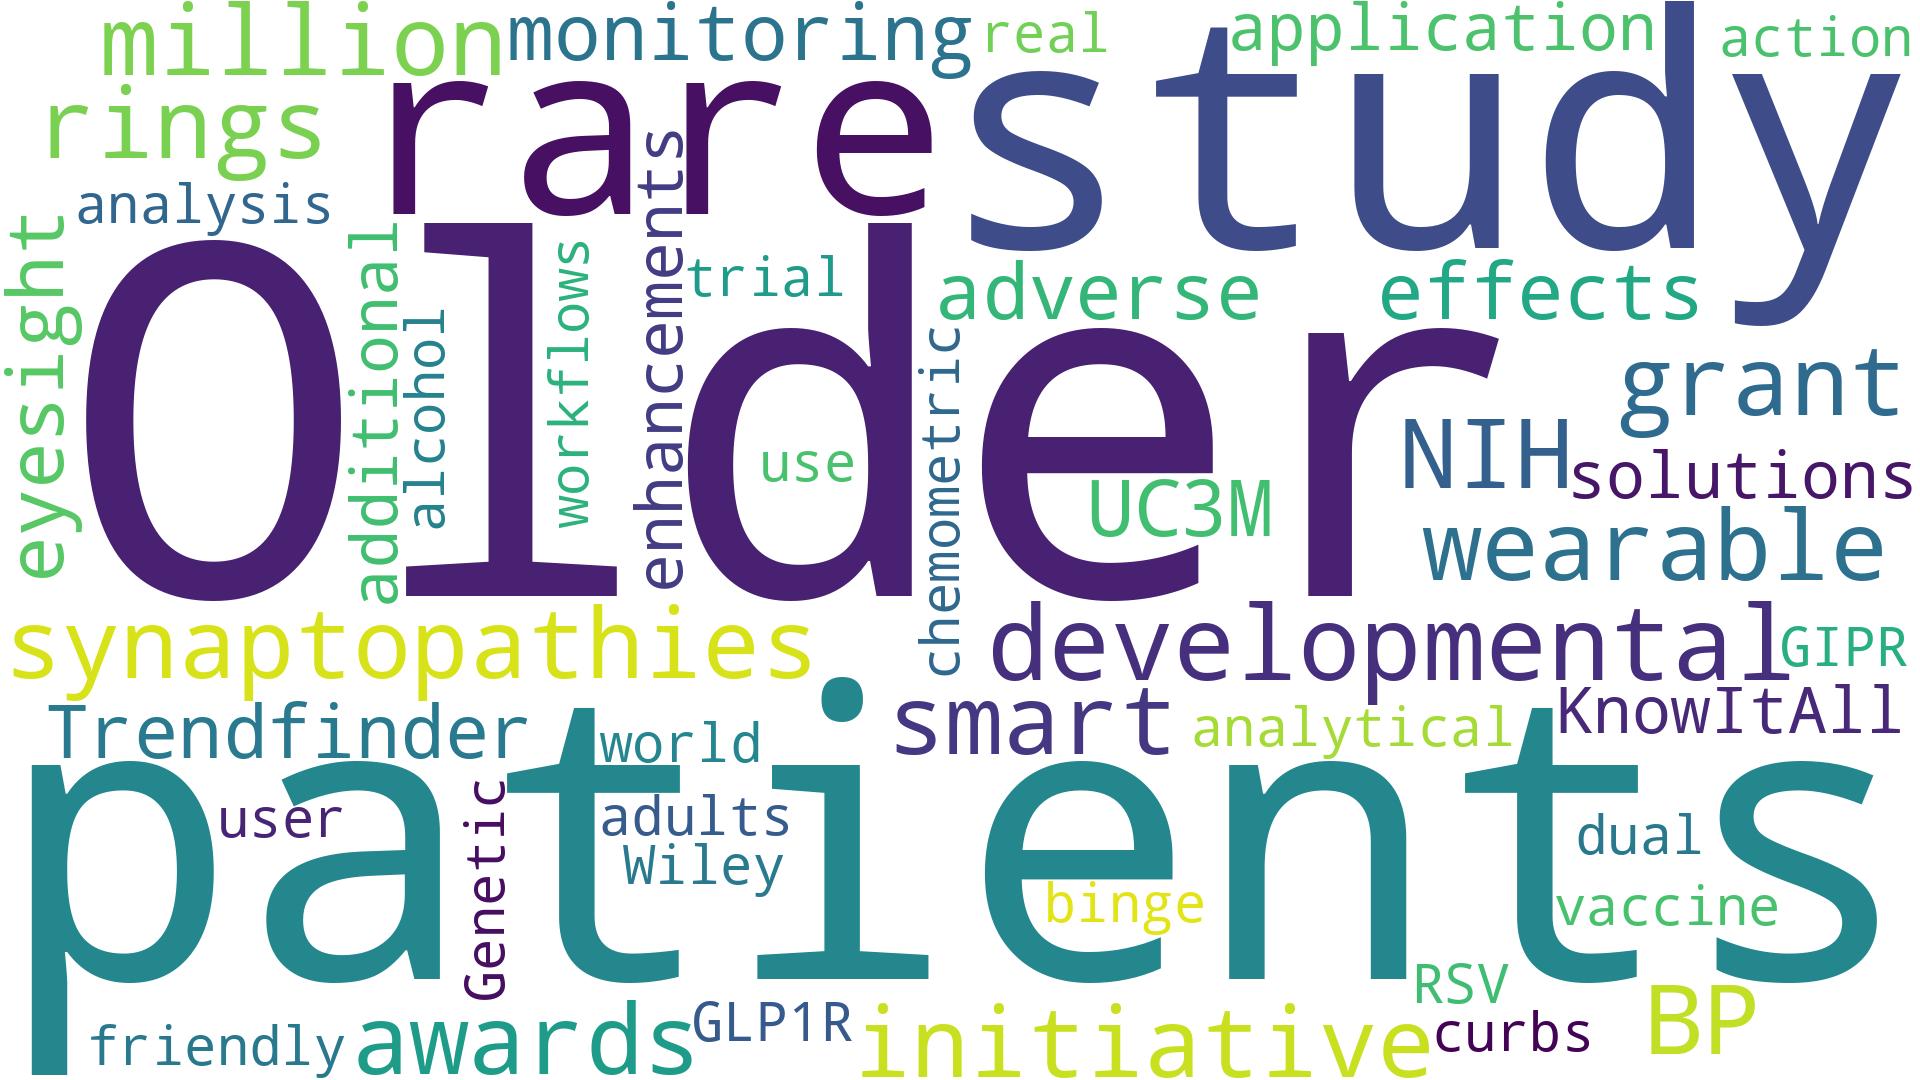 million
monitoring
real
application
action
rings
rare
study
analysis
eyesight
Older
additional
alcohol
workflows
enhancements
trial
adverse
effects
chemometric
use
UC3M
grant
NIH
solutions
wearable
synaptopathies
developmental
GIPR
Trendfinder
world
smart
analytical
KnowItAll
patients
user
Genetic
adults
Wiley
binge
dual
vaccine
friendly
awards
GLP1R
initiative
RSV
curbs
BP